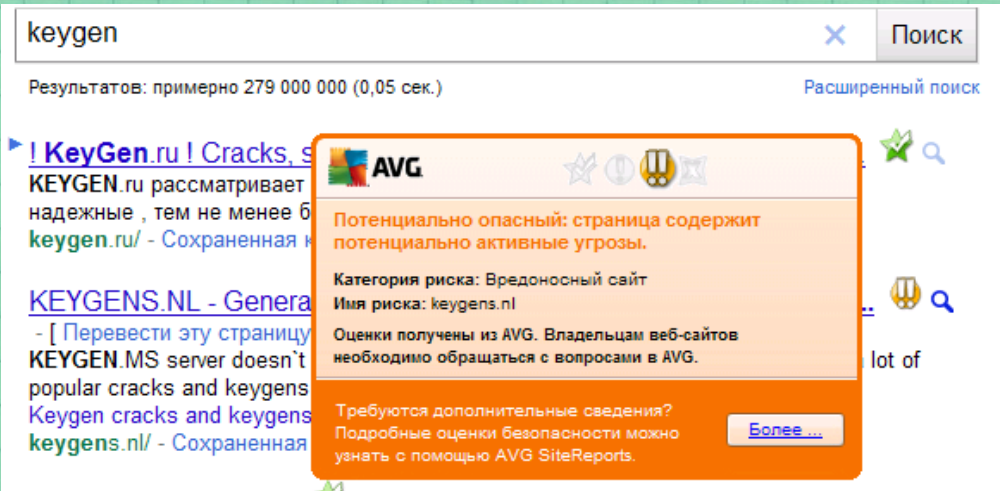 keygen
Поиск
Результатов: примерно 279 000 000 (0,05 сек.)
Расширенный поиск
! KeyGen.ru ! Cracks, s
KEYGEN.ru рассматривает
надежные , тем не менее б
keygen.ru/ - Сохраненная к
KEYGENS.NL - Genera
...
- [ Перевести эту страницу
KEYGEN.MS server doesn`t
lot of
popular cracks and keygens
Keygen cracks and keygens
keygens.nl/ - Сохраненная
AVG
Потенциально опасный: страница содержит
потенциально активные угрозы.
Категория риска: Вредоносный сайт
Имя риска: keygens.nl
Оценки получены из AVG. Владельцам веб-сайтов
необходимо обращаться с вопросами в AVG.
Требуются дополнительные сведения?
Подробные оценки безопасности можно
узнать с помощью AVG SiteReports.
Более ...